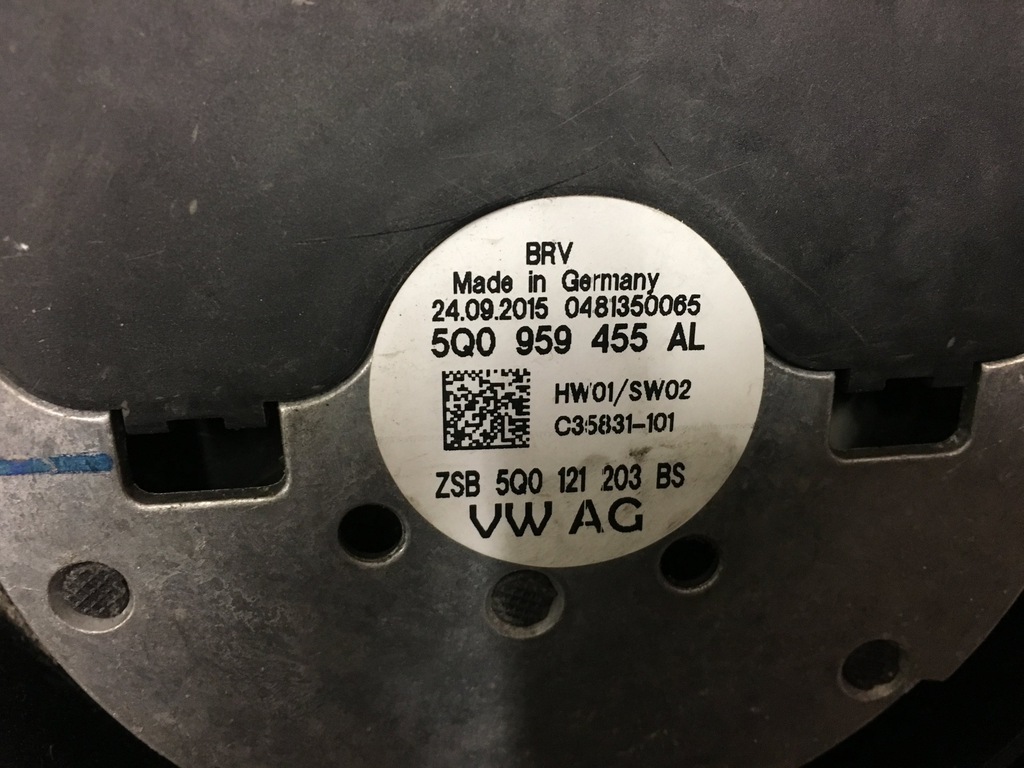 BRV
Made in Germany
24.09.2015 0481350065
5Q0 959 455 AL
HW01/SW02
C35831-101
ZSB 5Q0 121 203 BS
VW AG